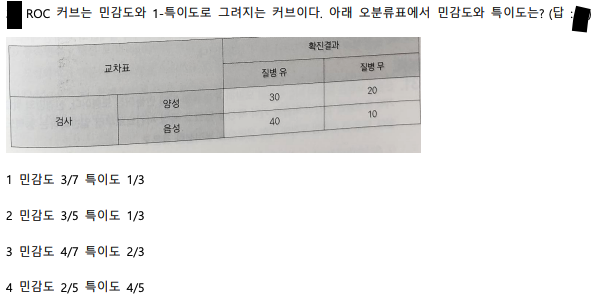 ROC 커브는 민감도와 1-특이도로 그려지는 커브이다. 아래 오분류표에서 민감도와 특이도는? (답 : )
교차표 확진결과
질병 유 질병 무
검사 양성 30 20
음성 40 10
1 민감도 3/7 특이도 1/3
2 민감도 3/5 특이도 1/3
3 민감도 4/7 특이도 2/3
4 민감도 2/5 특이도 4/5